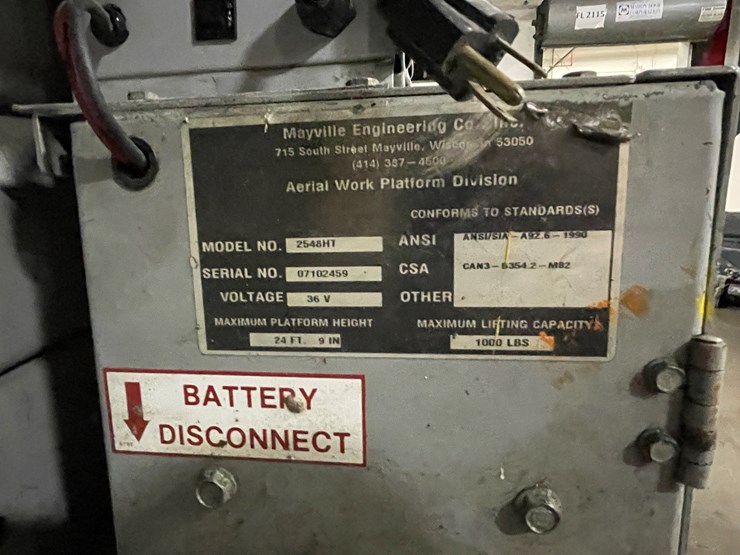 FL 2115
Mayville Engineering Co. Inc.
715 South Street Mayville, Wisconsin 53050
(414) 387-4500
Aerial Work Platform Division
CONFORMS TO STANDARDS(S)
MODEL NO. 2548HT
ANSI ANSI/SIA - A92.6 - 1990
SERIAL NO. 07102459
CSA CAN3 - B354.2 - M82
VOLTAGE 36 V
OTHER
MAXIMUM PLATFORM HEIGHT
24 FT. 9 IN
MAXIMUM LIFTING CAPACITY
1000 LBS
BATTERY
DISCONNECT